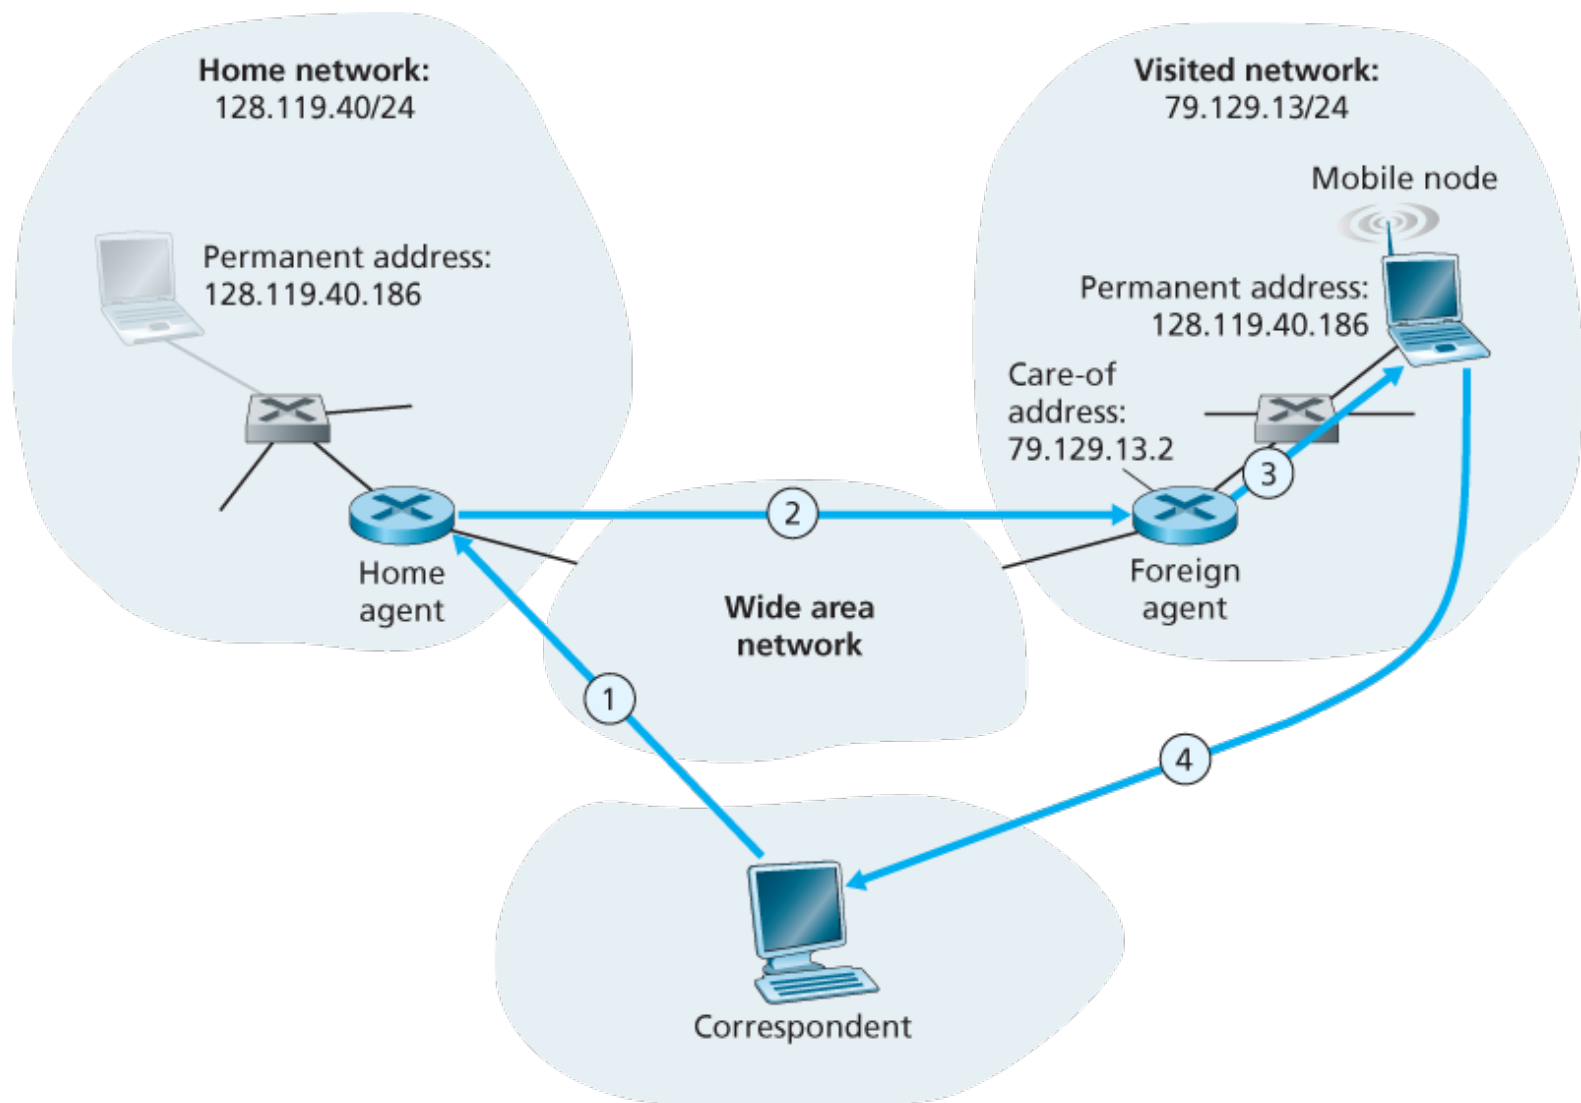 Home network:
128.119.40/24
Visited network:
79.129.13/24
Mobile node
Permanent address:
128.119.40.186
Permanent address:
128.119.40.186
Care-of
address:
79.129.13.2
3
2
Home
agent
Foreign
agent
Wide area
network
1
4
Correspondent